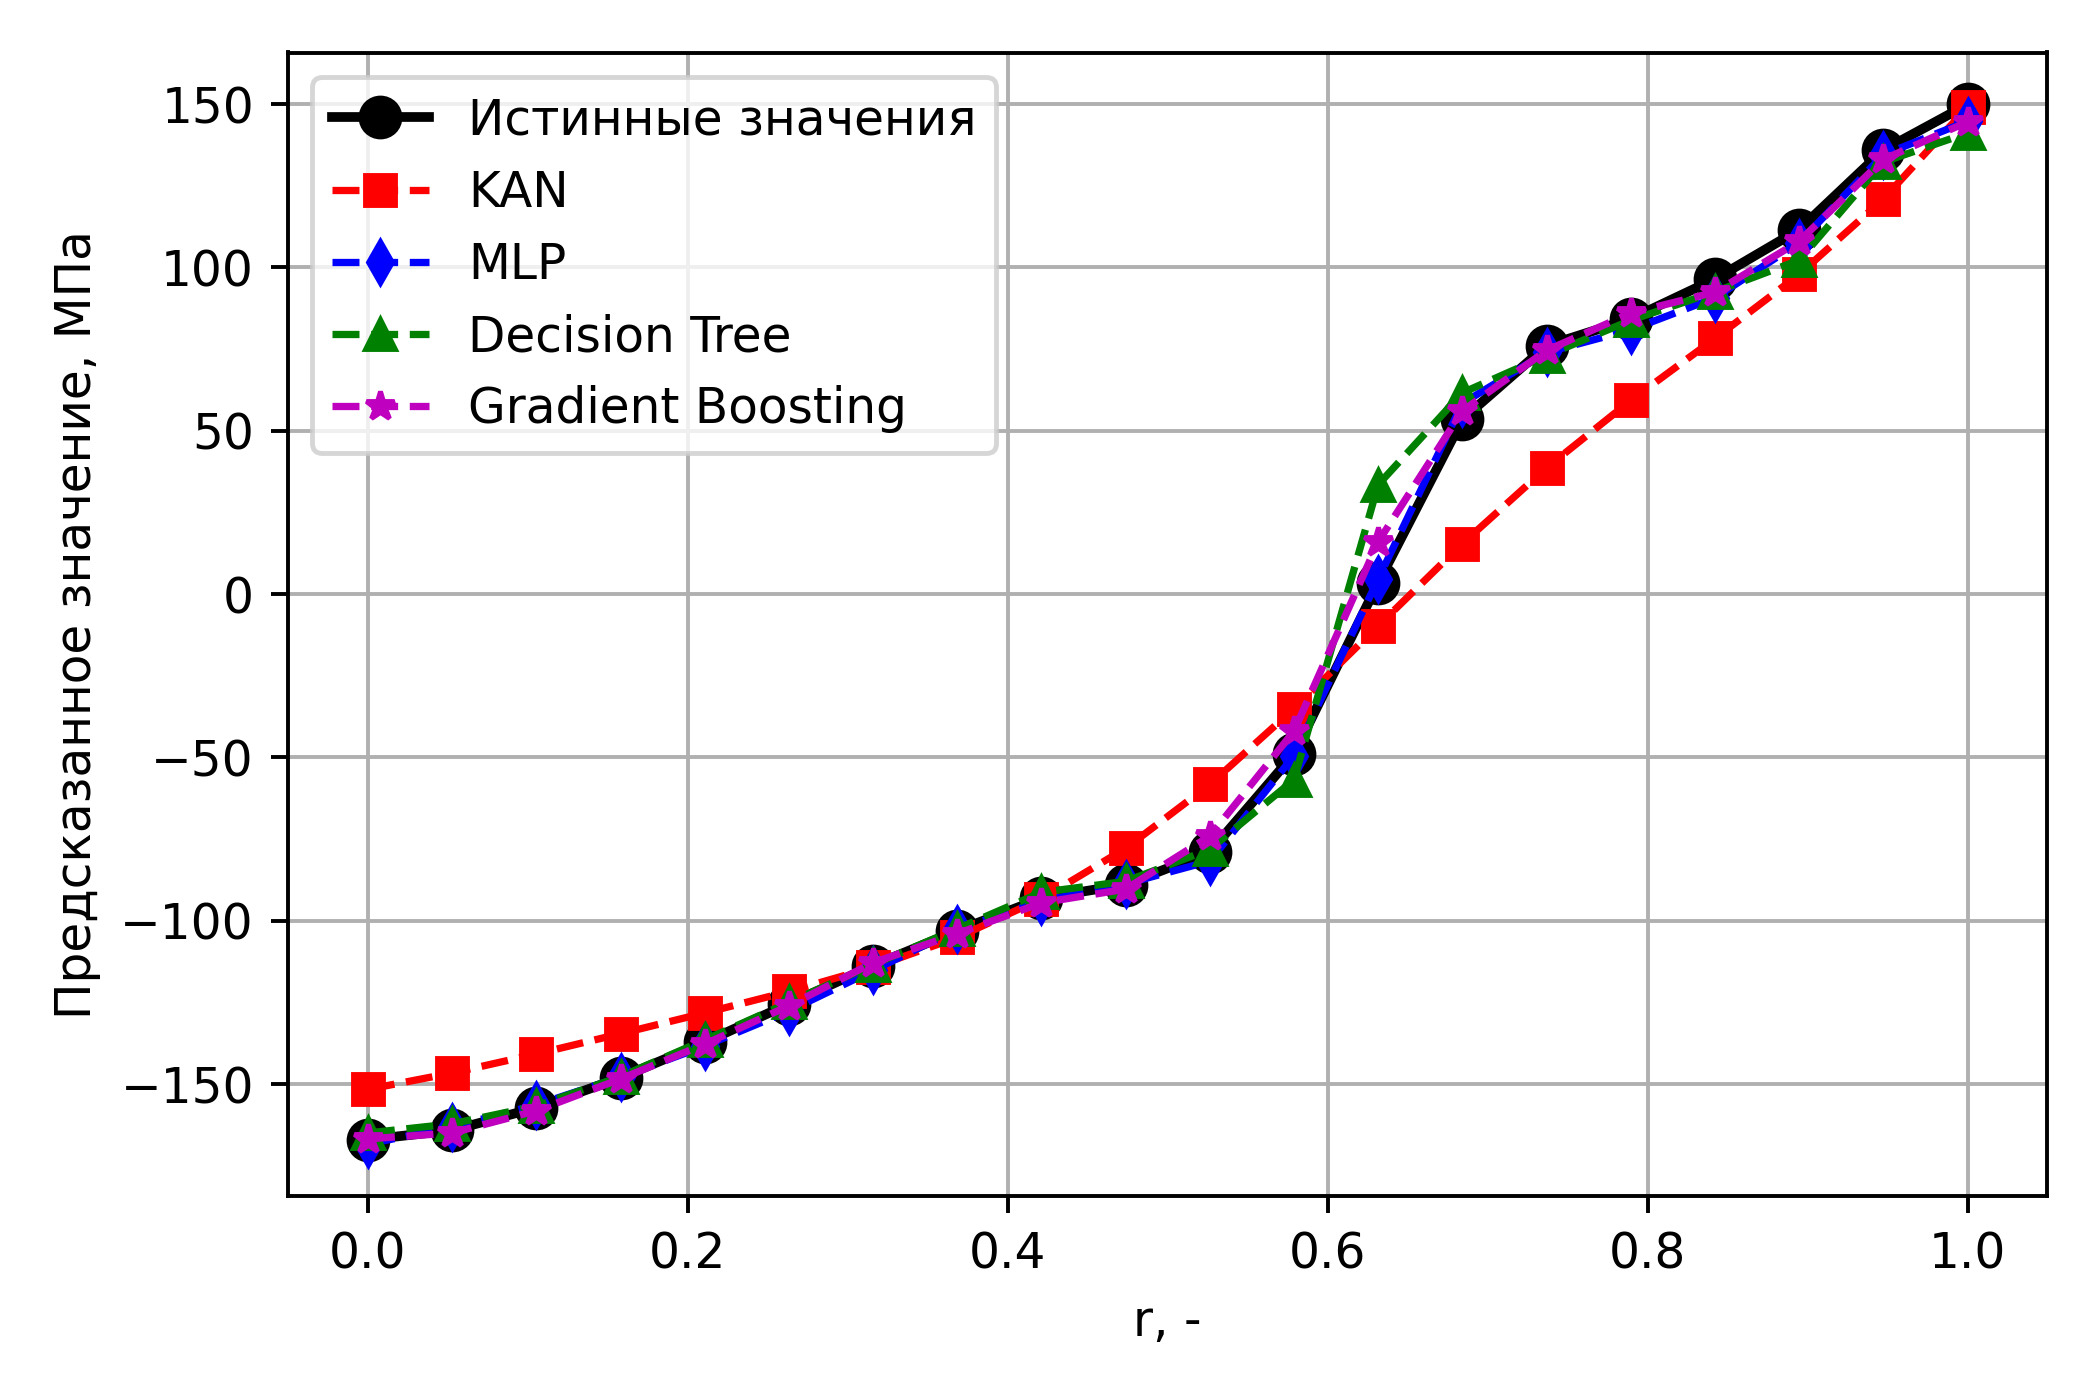 Истинные значения
KAN
MLP
Decision Tree
Gradient Boosting
Предсказанное значение, МПа
150
100
50
0
−50
−100
−150
0.0 0.2 0.4 0.6 0.8 1.0
r, -